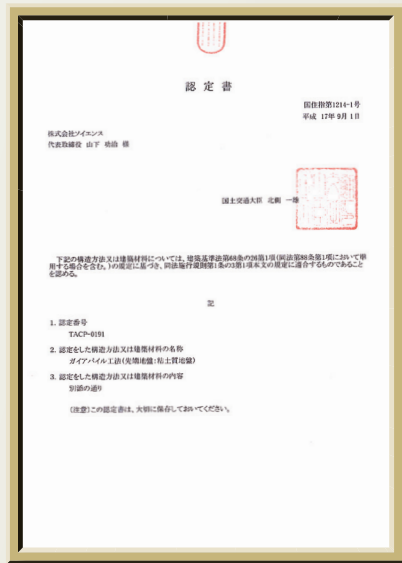 認定書
国住指第1214-1号
平成 17年 9月 1日
株式会社ソイエンス
代表取締役 山下 様
国土交通大臣 北側 一雄
下記の構造方法又は建築材料については、建築基準法第68条の26第1項(同法第88条第1項において準
用する場合を含む。)の規定に基づき、同法施行規則第1条の3第1項本文の規定に適合するものであること
を認める。
記
1. 認定番号
TACP-0191
2. 認定をした構造方法又は建築材料の名称
ガイアパイル工法(先端地盤:粘土質地盤)
3. 認定をした構造方法又は建築材料の内容
別添の通り
(注意)この認定書は、大切に保存しておいてください。